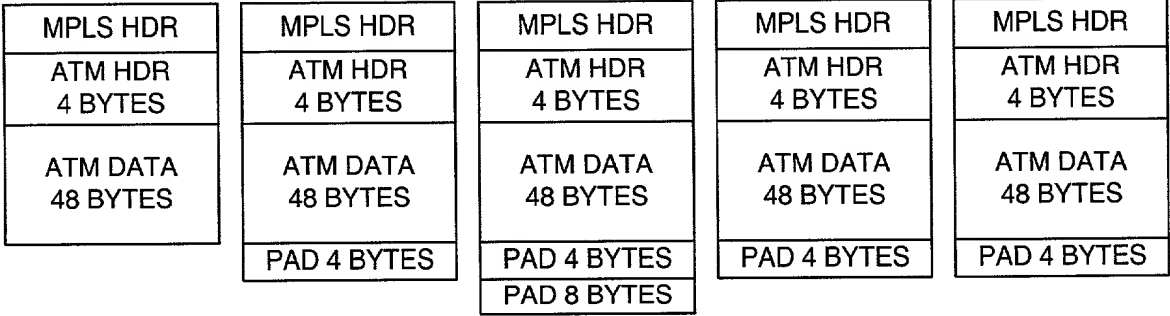 MPLS HDR
ATM HDR
4 BYTES
ATM DATA
48 BYTES
MPLS HDR
ATM HDR
4 BYTES
ATM DATA
48 BYTES
PAD 4 BYTES
MPLS HDR
ATM HDR
4 BYTES
ATM DATA
48 BYTES
PAD 4 BYTES
PAD 8 BYTES
MPLS HDR
ATM HDR
4 BYTES
ATM DATA
48 BYTES
PAD 4 BYTES
MPLS HDR
ATM HDR
4 BYTES
ATM DATA
48 BYTES
PAD 4 BYTES